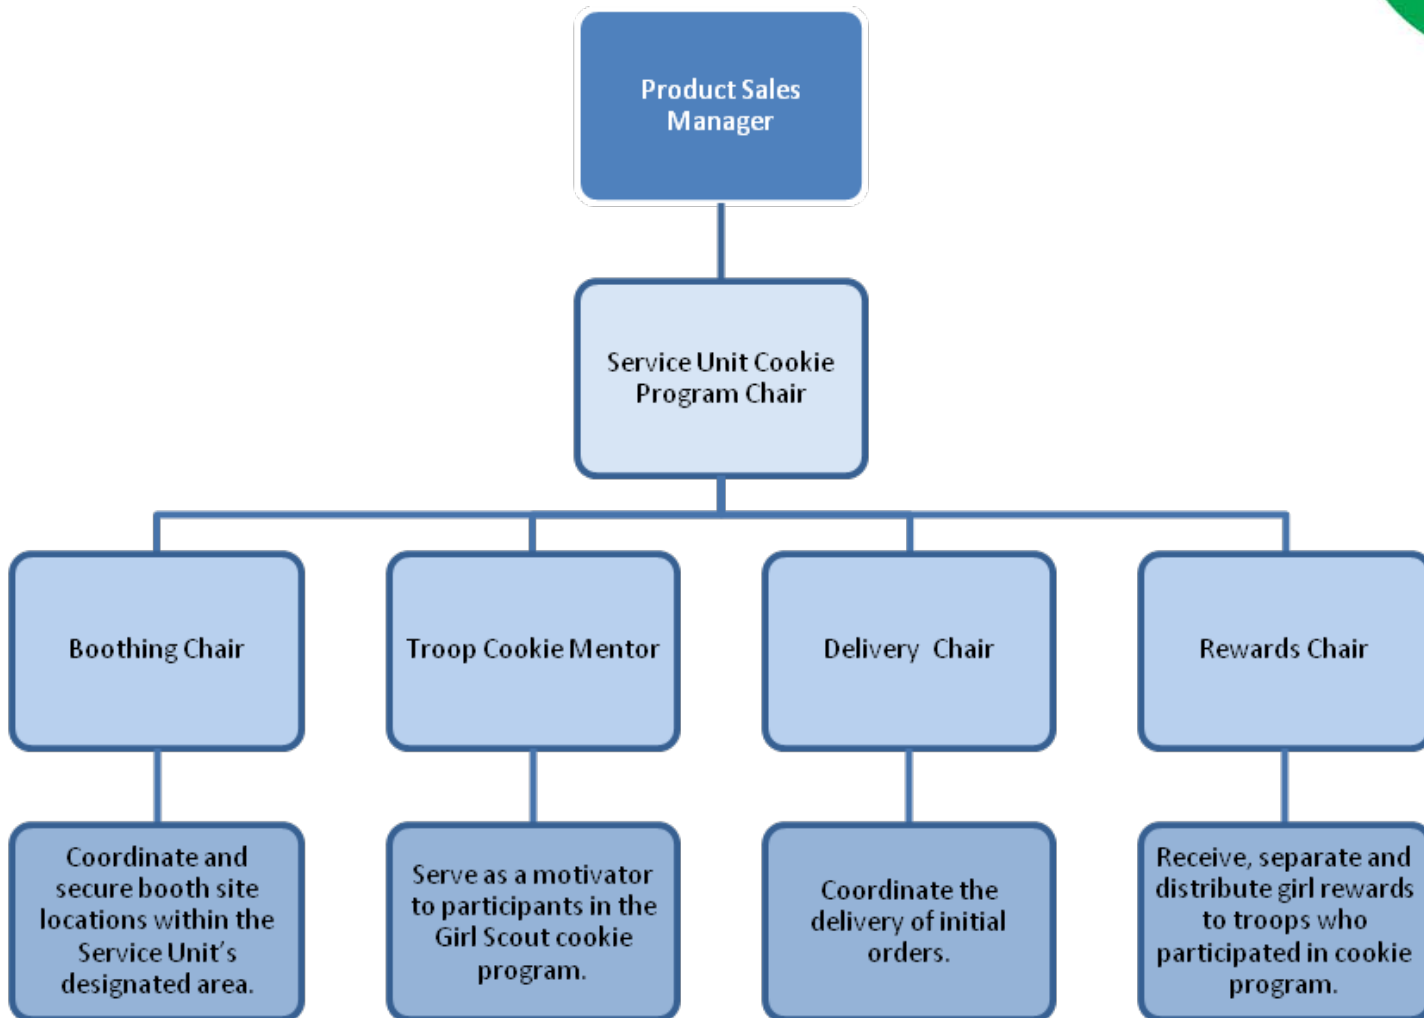 Product Sales
Manager
Service Unit Cookie
Program Chair
Boothing Chair
Troop Cookie Mentor
Delivery Chair
Rewards Chair
Coordinate and
secure booth site
locations within the
Service Unit’s
designated area.
Serve as a motivator
to participants in the
Girl Scout cookie
program.
Coordinate the
delivery of initial
orders.
Receive, separate and
distribute girl rewards
to troops who
participated in cookie
program.